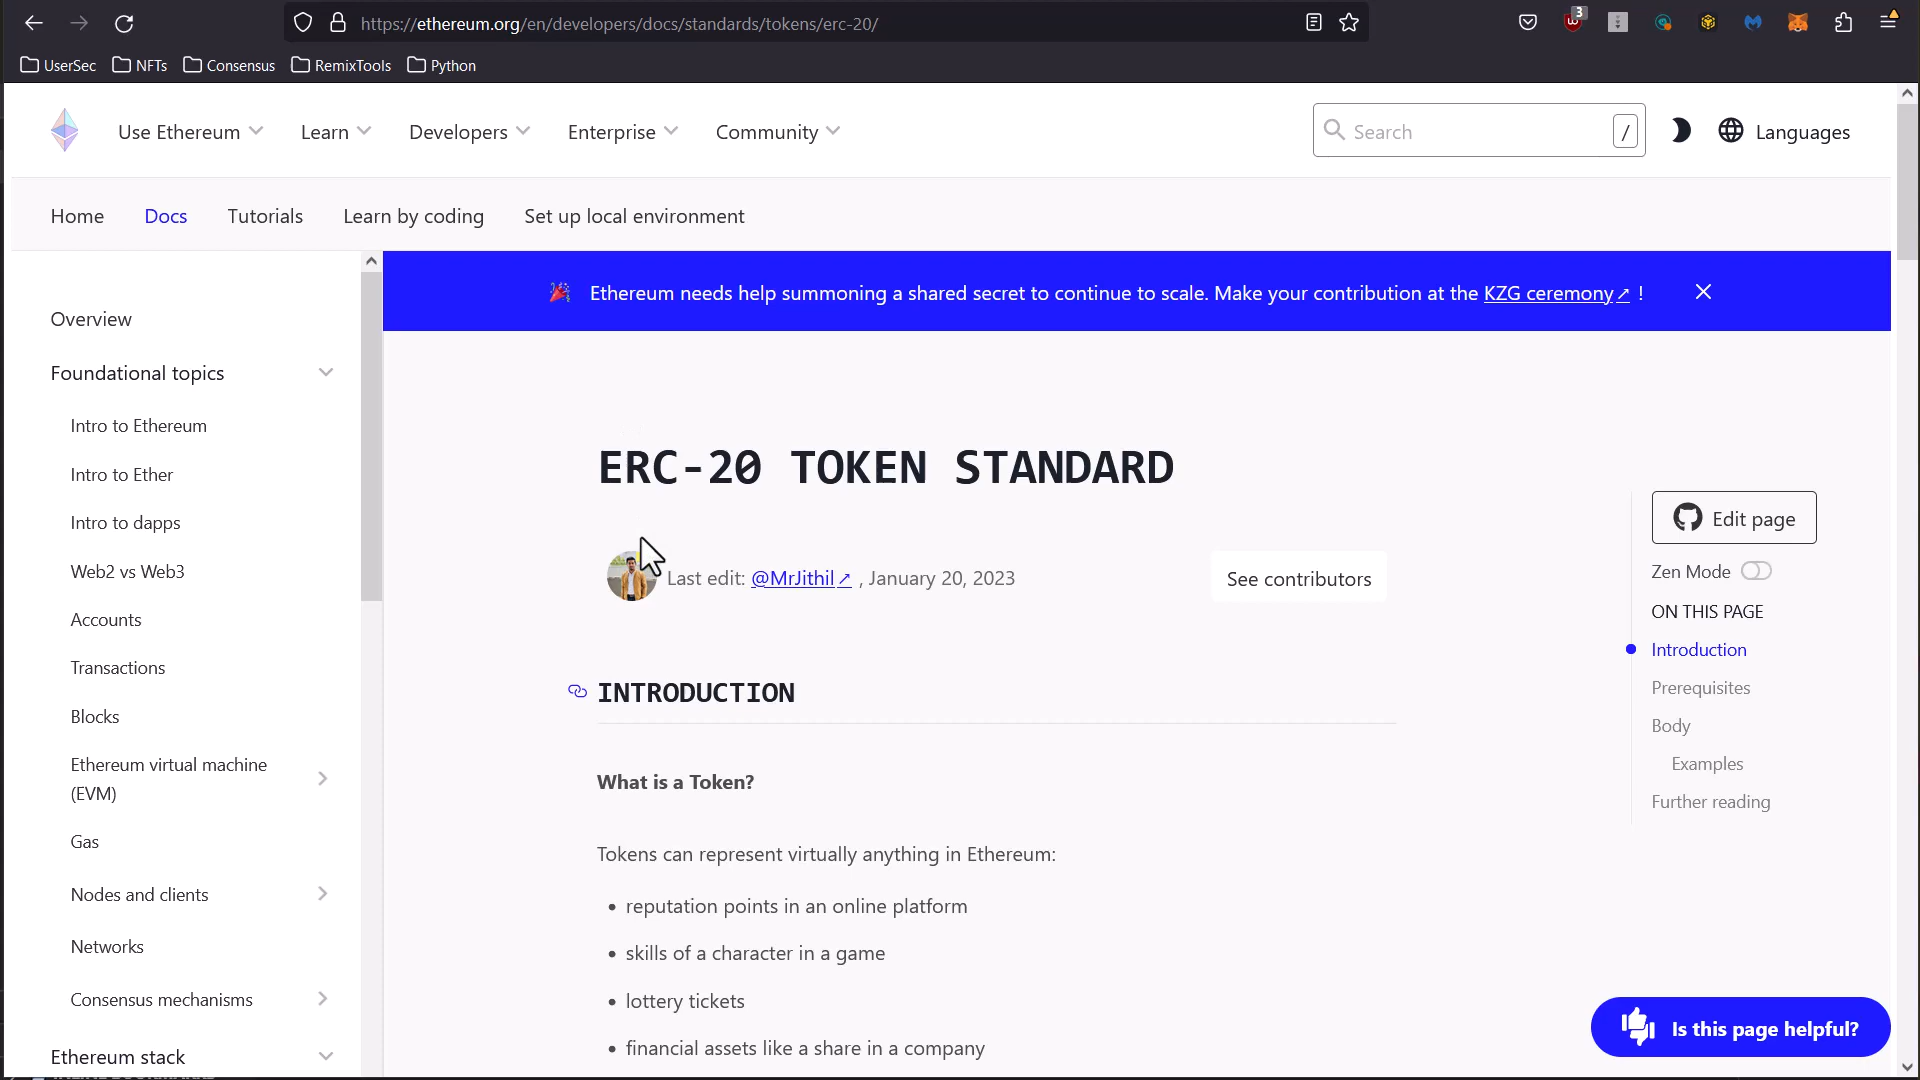 https://ethereum.org/en/developers/docs/standards/tokens/erc-20/
3
UserSec NFTs Consensus RemixTools Python
Use Ethereum Learn Developers Enterprise Community Search / Languages
Home Docs Tutorials Learn by coding Set up local environment
Ethereum needs help summoning a shared secret to continue to scale. Make your contribution at the KZG ceremony↗ !
Overview
Foundational topics
Intro to Ethereum
Intro to Ether
Intro to dapps
Web2 vs Web3
Accounts
Transactions
Blocks
Ethereum virtual machine
(EVM)
Gas
Nodes and clients
Networks
Consensus mechanisms
Ethereum stack
ERC-20 TOKEN STANDARD
Last edit: @MrJithil↗ , January 20, 2023
See contributors
INTRODUCTION
What is a Token?
Tokens can represent virtually anything in Ethereum:
• reputation points in an online platform
• skills of a character in a game
• lottery tickets
• financial assets like a share in a company
Edit page
Zen Mode
ON THIS PAGE
Introduction
Prerequisites
Body
Examples
Further reading
Is this page helpful?